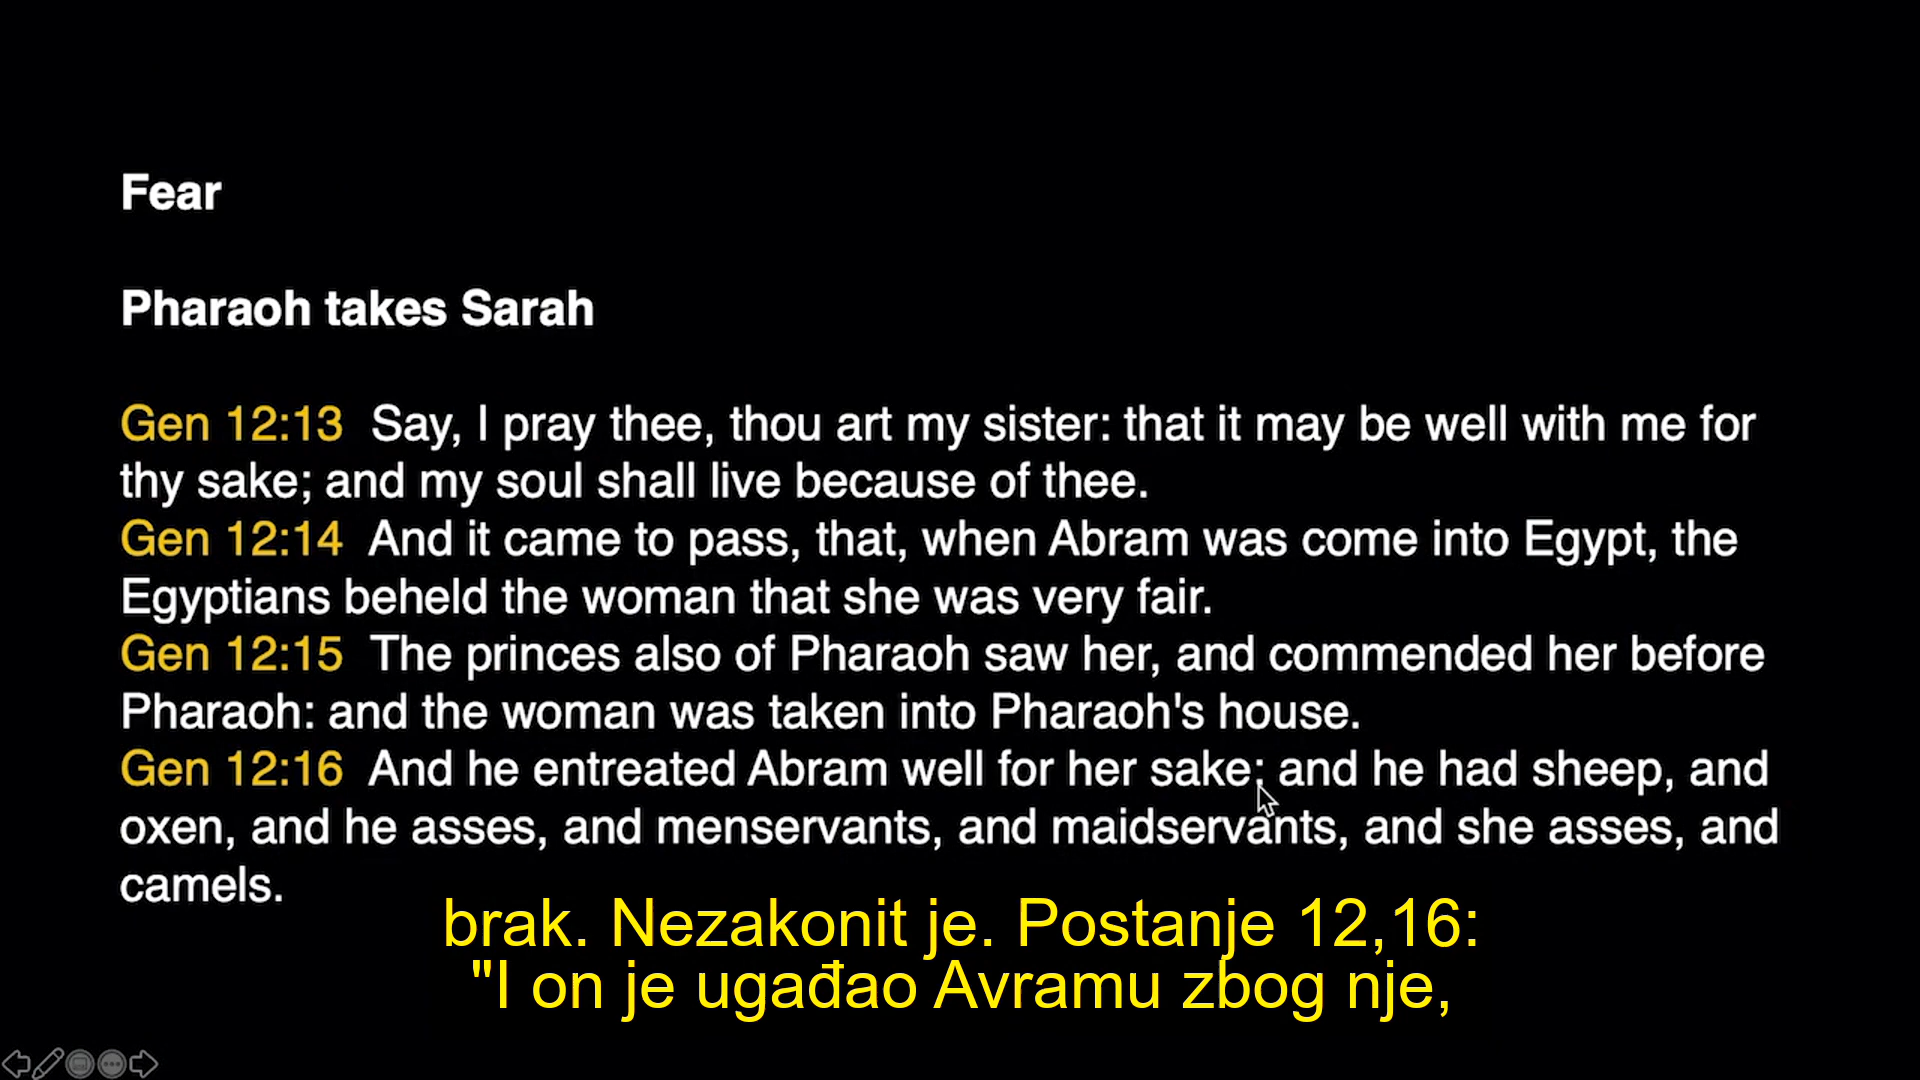 Fear
Pharaoh takes Sarah
Gen 12:13  Say, I pray thee, thou art my sister: that it may be well with me for
thy sake; and my soul shall live because of thee.
Gen 12:14  And it came to pass, that, when Abram was come into Egypt, the
Egyptians beheld the woman that she was very fair.
Gen 12:15  The princes also of Pharaoh saw her, and commended her before
Pharaoh: and the woman was taken into Pharaoh's house.
Gen 12:16  And he entreated Abram well for her sake; and he had sheep, and
oxen, and he asses, and menservants, and maidservants, and she asses, and
camels.
brak. Nezakonit je. Postanje 12,16:
"I on je ugađao Avramu zbog nje,